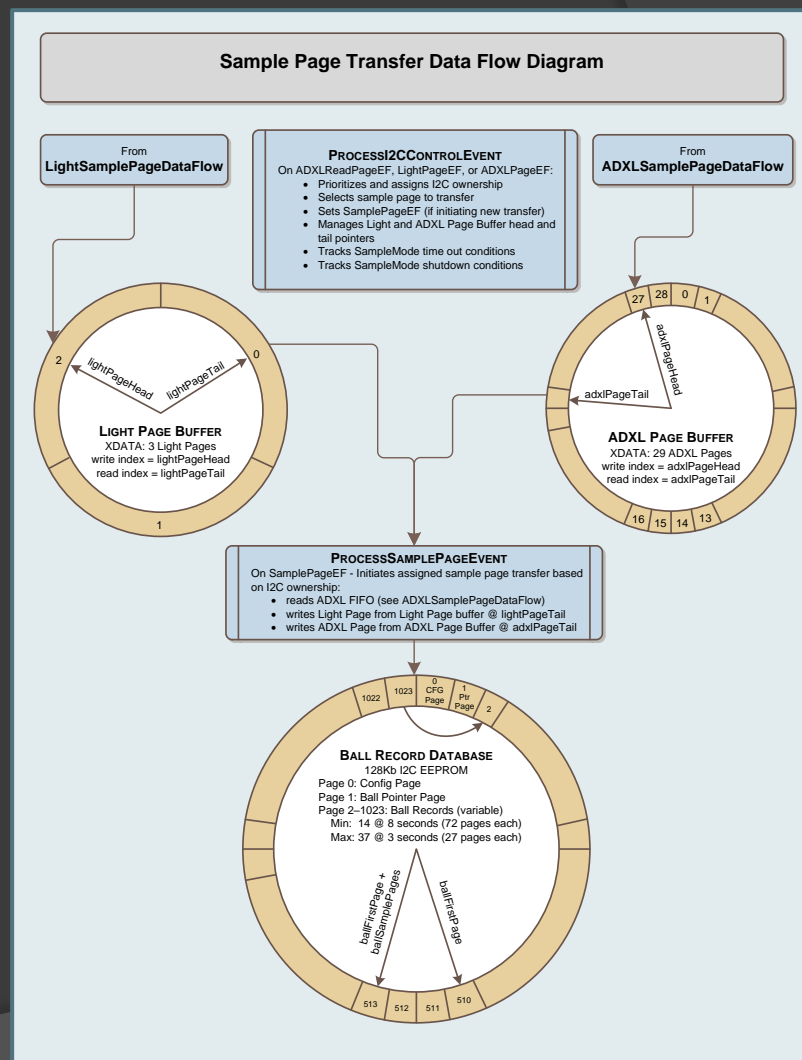 Sample Page Transfer Data Flow Diagram
From
LightSamplePageDataFlow
PROCESSI2CCONTROLEVENT
On ADXLReadPageEF, LightPageEF, or ADXLPageEF:
• Prioritizes and assigns I2C ownership
• Selects sample page to transfer
• Sets SamplePageEF (if initiating new transfer)
• Manages Light and ADXL Page Buffer head and
tail pointers
• Tracks SampleMode time out conditions
• Tracks SampleMode shutdown conditions
From
ADXLSamplePageDataFlow
2
0
lightPageHead
lightPageTail
LIGHT PAGE BUFFER
XDATA: 3 Light Pages
write index = lightPageHead
read index = lightPageTail
1
27
28
0
1
adxlPageHead
adxlPageTail
ADXL PAGE BUFFER
XDATA: 29 ADXL Pages
write index = adxlPageHead
read index = adxlPageTail
16
15
14
13
PROCESSSAMPLEPAGEEVENT
On SamplePageEF - Initiates assigned sample page transfer based
on I2C ownership:
• reads ADXL FIFO (see ADXLSamplePageDataFlow)
• writes Light Page from Light Page buffer @ lightPageTail
• writes ADXL Page from ADXL Page Buffer @ adxlPageTail
1022
1023
0
CFG
Page
1
Ptr
Page
2
BALL RECORD DATABASE
128Kb I2C EEPROM
Page 0: Config Page
Page 1: Ball Pointer Page
Page 2–1023: Ball Records (variable)
Min: 14 @ 8 seconds (72 pages each)
Max: 37 @ 3 seconds (27 pages each)
ballFirstPage +
ballSamplePages
ballFirstPage
513
512
511
510